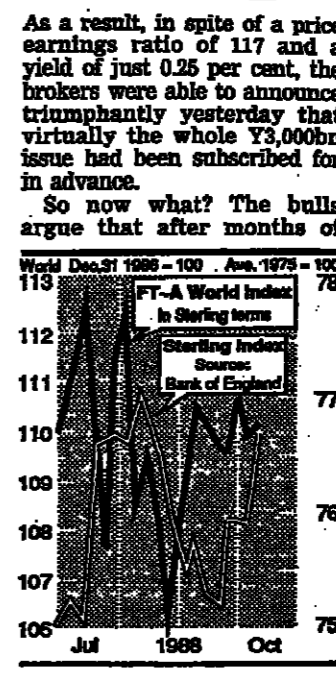 As a result, in spite of a price
earnings ratio of 117 and a
yield of just 0.25 per cent, the
brokers were able to announce
triumphantly yesterday that
virtually the whole Y3,000bn
issue had been subscribed for
in advance.
So now what? The bulls
argue that after months of
World Dec.31 1986 = 100 Ave. 1975 = 100
113 78
FT-A World Index
In Sterling terms
112
Sterling Index
Source:
Bank of England
111 77
110
109 76
108
107
106 75
Jul 1988 Oct